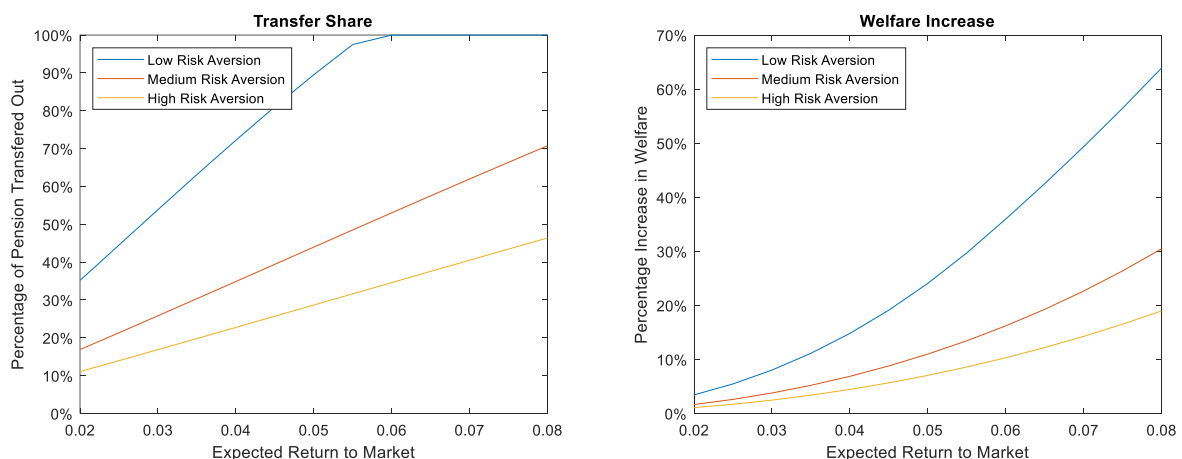 Transfer Share
100%
90%
80%
70%
60%
50%
40%
30%
20%
10%
0%
Percentage of Pension Transfered Out
Low Risk Aversion
Medium Risk Aversion
High Risk Aversion
0.02 0.03 0.04 0.05 0.06 0.07 0.08
Expected Return to Market
Welfare Increase
70%
60%
50%
40%
30%
20%
10%
0%
Percentage Increase in Welfare
Low Risk Aversion
Medium Risk Aversion
High Risk Aversion
0.02 0.03 0.04 0.05 0.06 0.07 0.08
Expected Return to Market